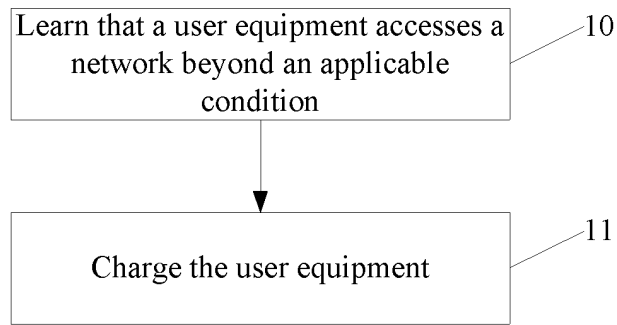 Learn that a user equipment accesses a
network beyond an applicable
condition
10
Charge the user equipment
11